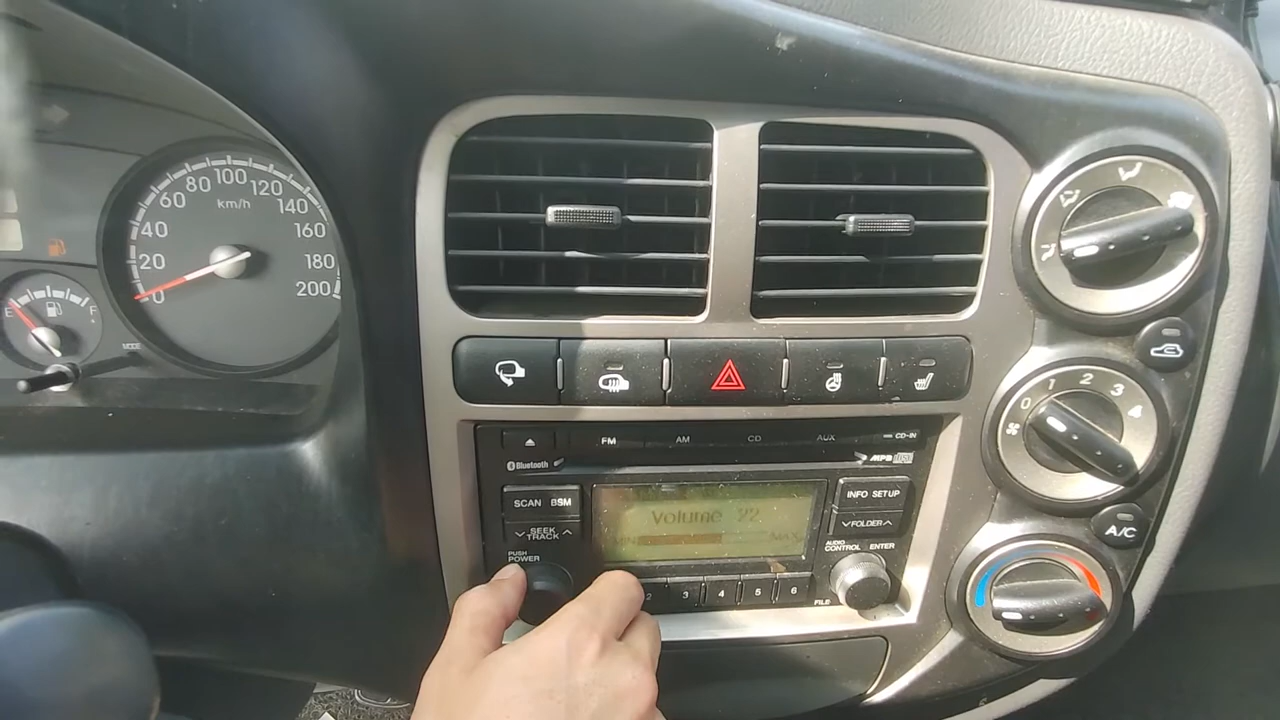 0
20
40
60
80
100
120
140
160
180
200
km/h
E
F
MODE
FM
AM
CD
AUX
CD-IN
Bluetooth
MP3
SCAN BSM
SEEK
TRACK
PUSH
POWER
Volume 22
MIN
MAX
INFO SETUP
FOLDER
AUDIO
CONTROL
ENTER
FILE
2
3
4
5
6
0
1
2
3
4
A/C